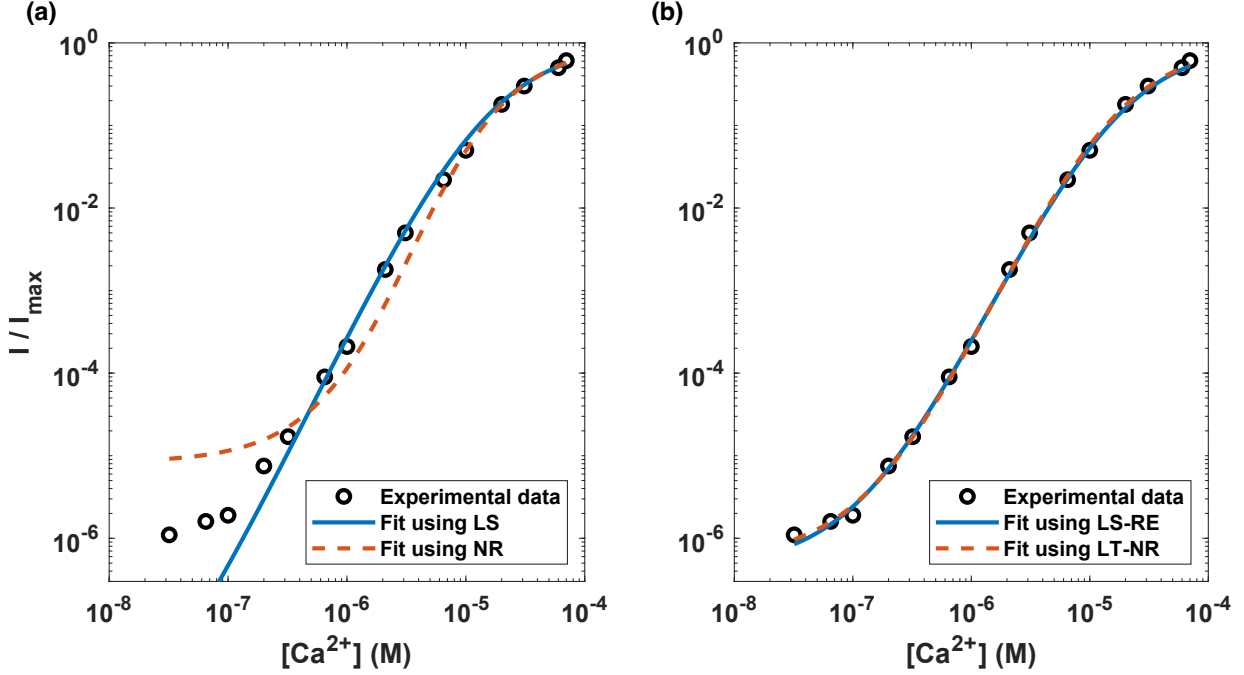 (a)
I / I_max
10^0
10^-2
10^-4
10^-6
10^-8
10^-7
10^-6
10^-5
10^-4
[Ca^2+] (M)
Experimental data
Fit using LS
Fit using NR
(b)
10^0
10^-2
10^-4
10^-6
10^-8
10^-7
10^-6
10^-5
10^-4
[Ca^2+] (M)
Experimental data
Fit using LS-RE
Fit using LT-NR